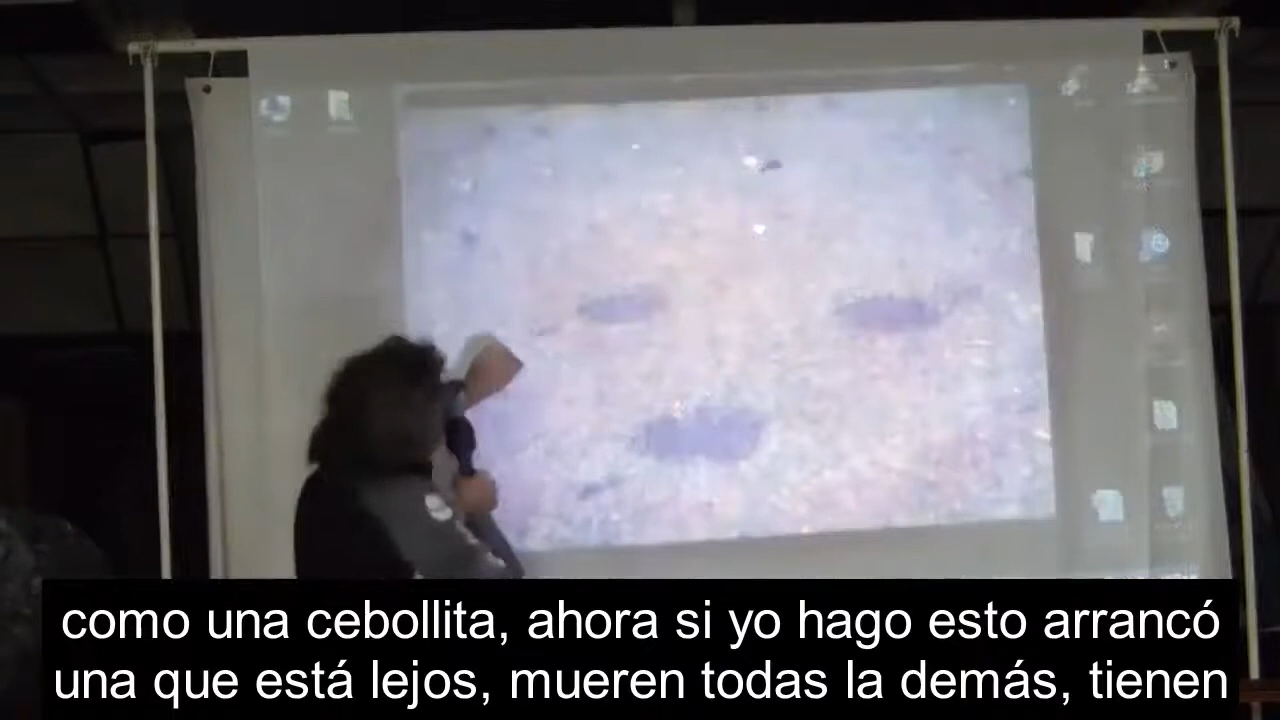 como una cebollita, ahora si yo hago esto arrancó
una que está lejos, mueren todas la demás, tienen